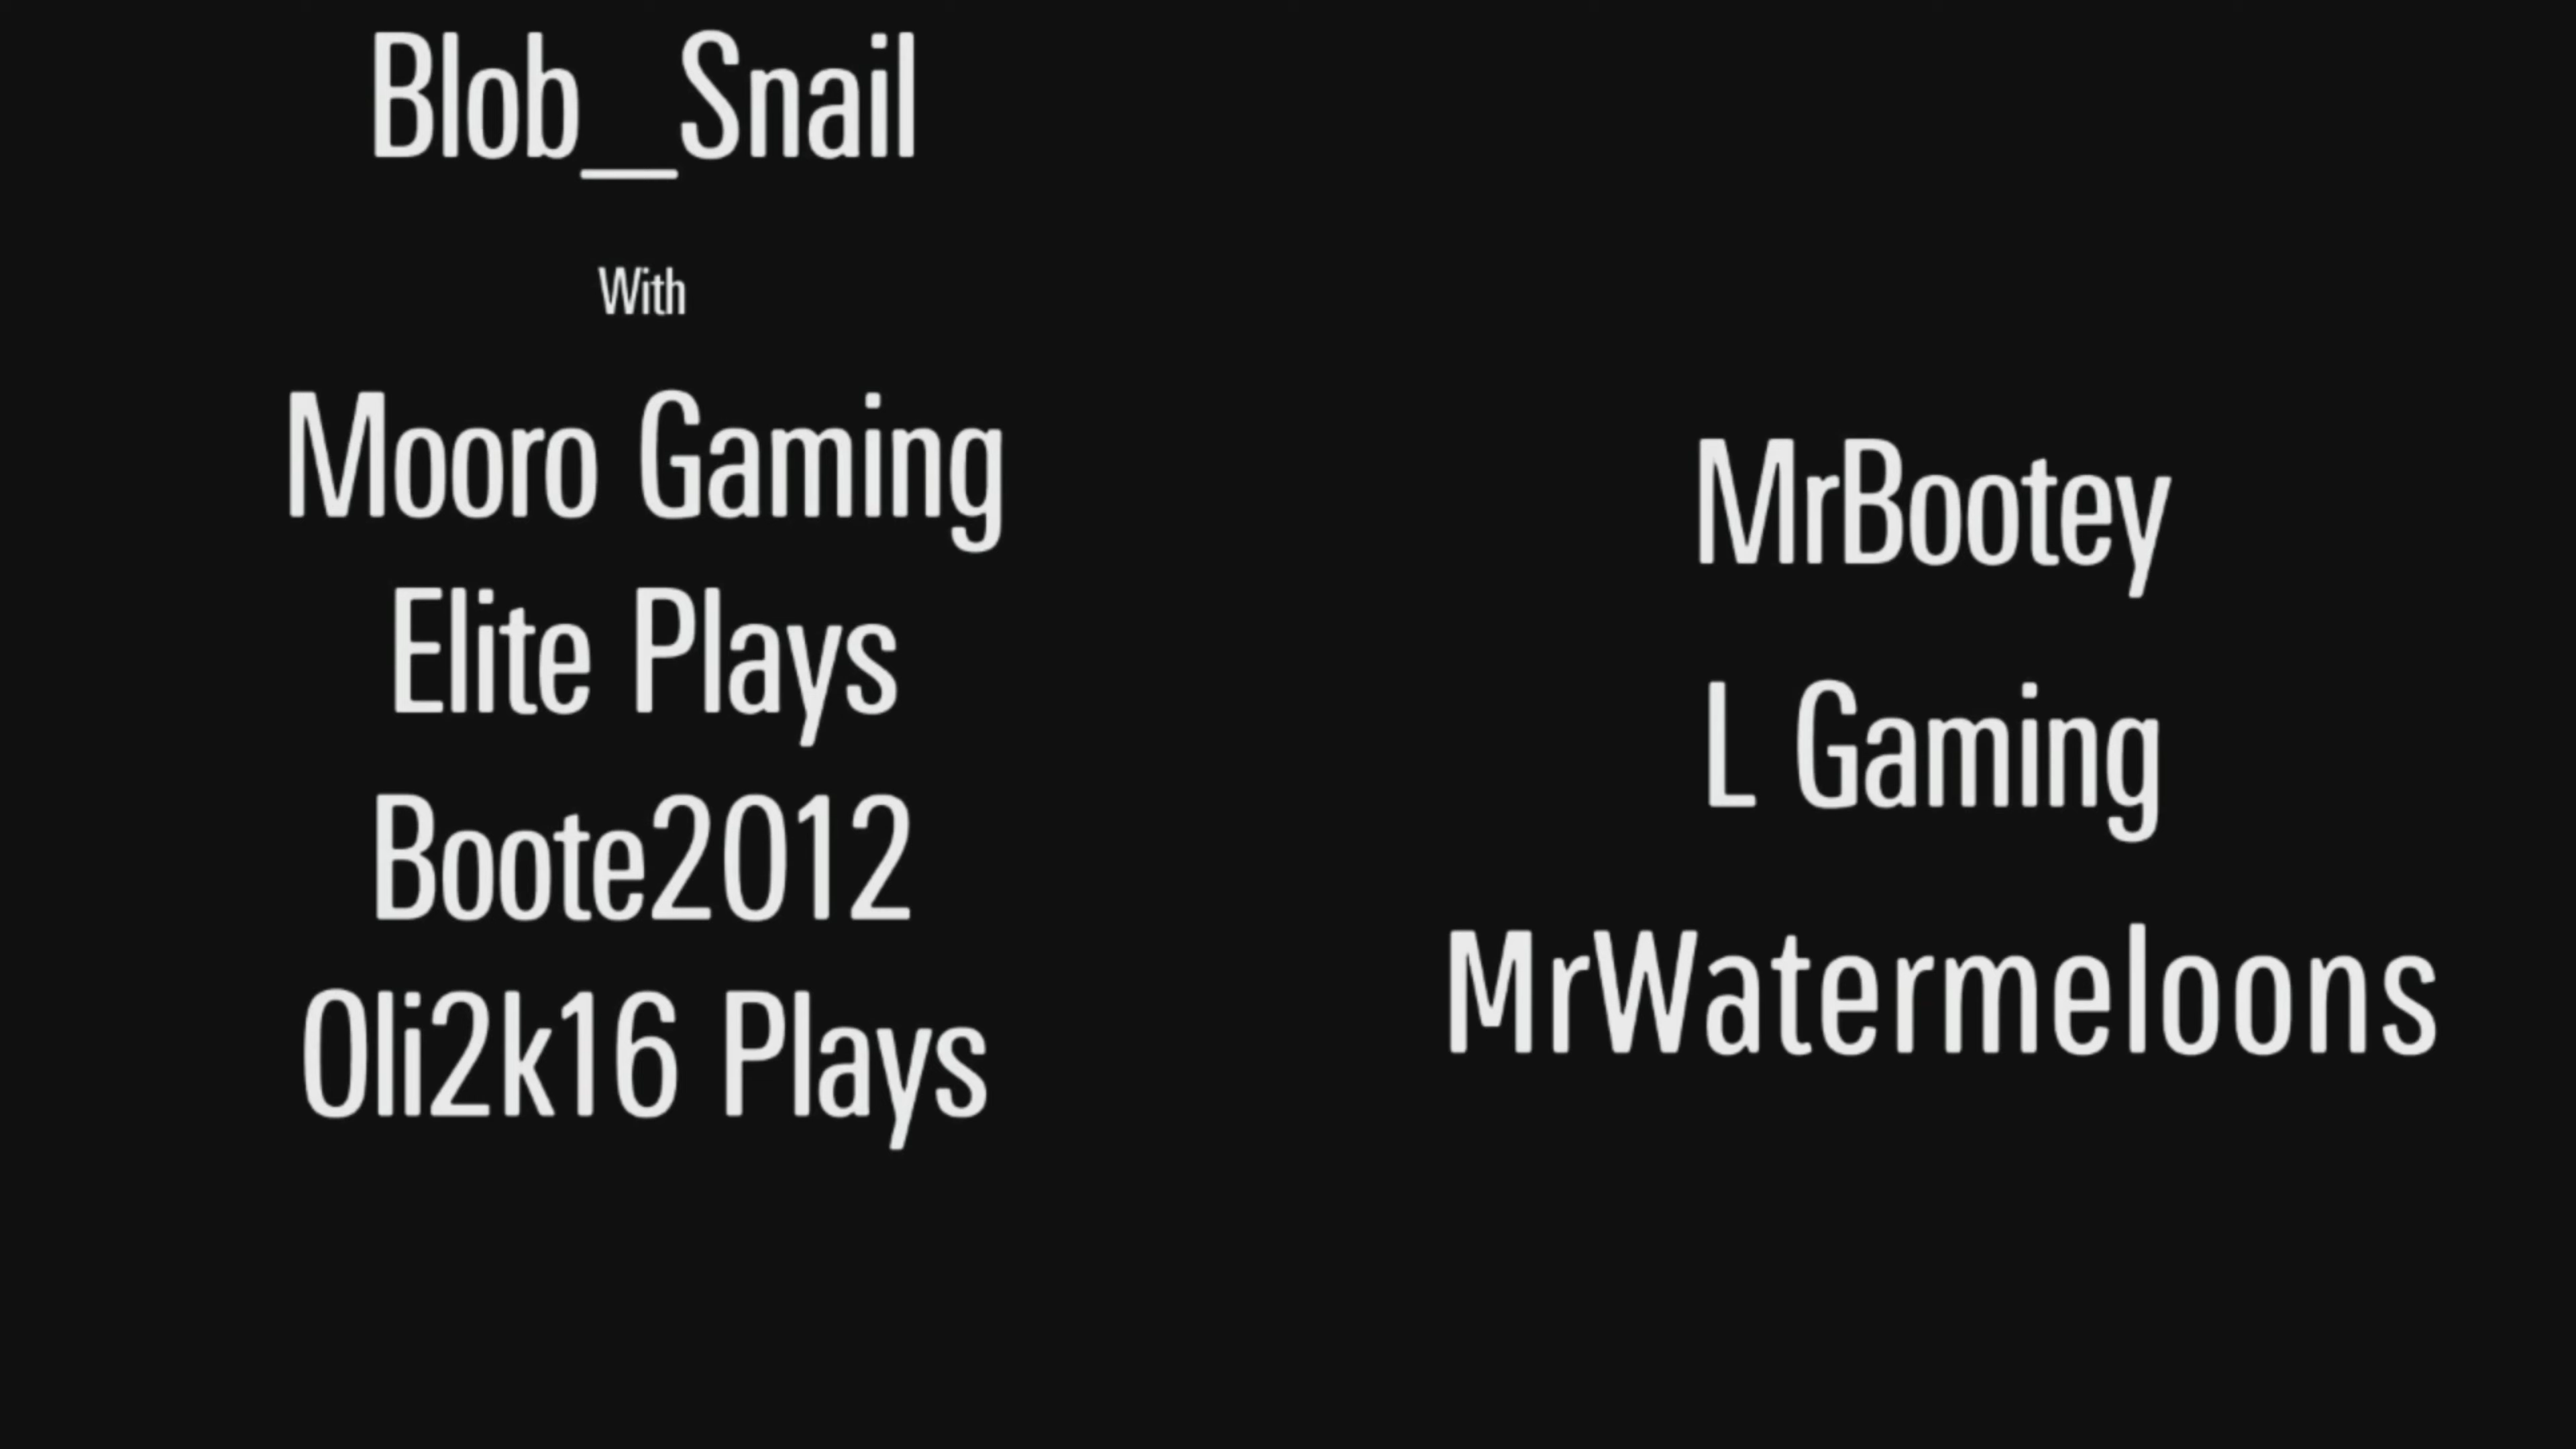 Blob_Snail
With
Mooro Gaming
Elite Plays
Boote2012
Oli2k16 Plays
MrBootey
L Gaming
MrWatermeloons